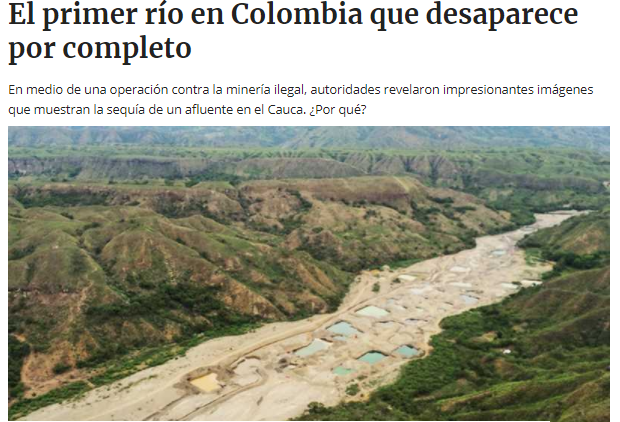 El primer río en Colombia que desaparece
por completo
En medio de una operación contra la minería ilegal, autoridades revelaron impresionantes imágenes
que muestran la sequía de un afluente en el Cauca. ¿Por qué?